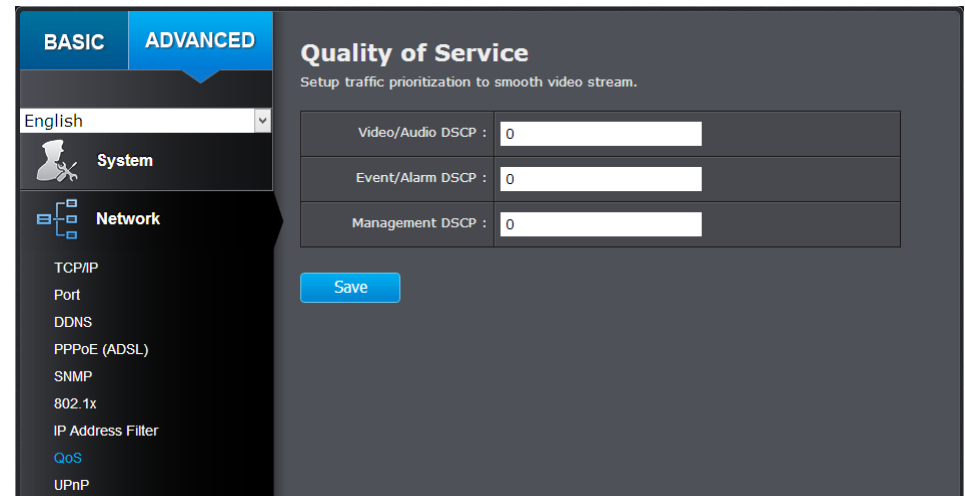 BASIC
ADVANCED
English
System
Network
TCP/IP
Port
DDNS
PPPoE (ADSL)
SNMP
802.1x
IP Address Filter
QoS
UPnP
Quality of Service
Setup traffic prioritization to smooth video stream.
Video/Audio DSCP : 0
Event/Alarm DSCP : 0
Management DSCP : 0
Save